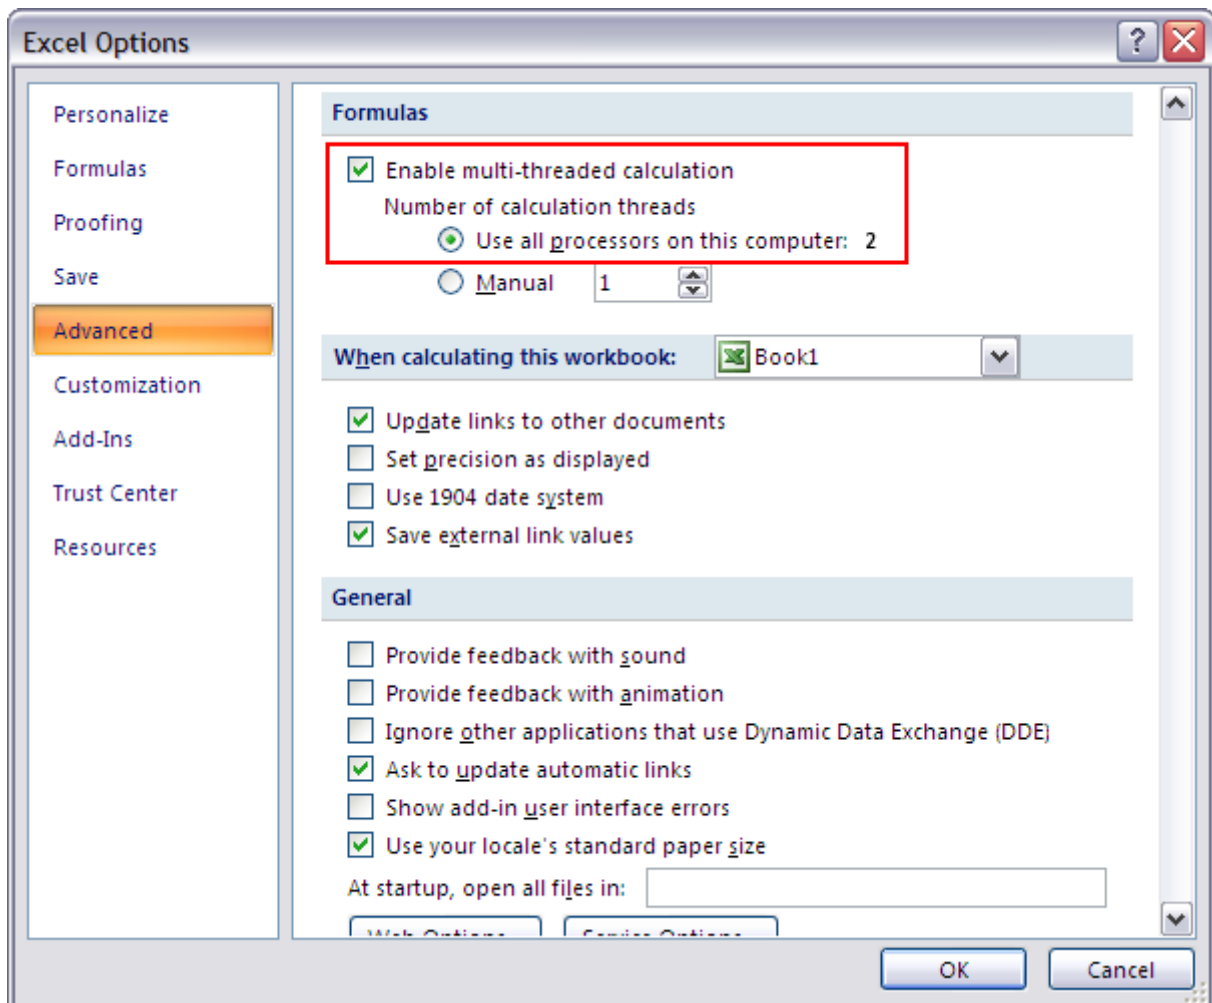 Excel Options
Personalize
Formulas
Proofing
Save
Advanced
Customization
Add-Ins
Trust Center
Resources
Formulas
Enable multi-threaded calculation
Number of calculation threads
Use all processors on this computer: 2
Manual 1
When calculating this workbook: Book1
Update links to other documents
Set precision as displayed
Use 1904 date system
Save external link values
General
Provide feedback with sound
Provide feedback with animation
Ignore other applications that use Dynamic Data Exchange (DDE)
Ask to update automatic links
Show add-in user interface errors
Use your locale's standard paper size
At startup, open all files in:
Web Options... Service Options...
OK Cancel